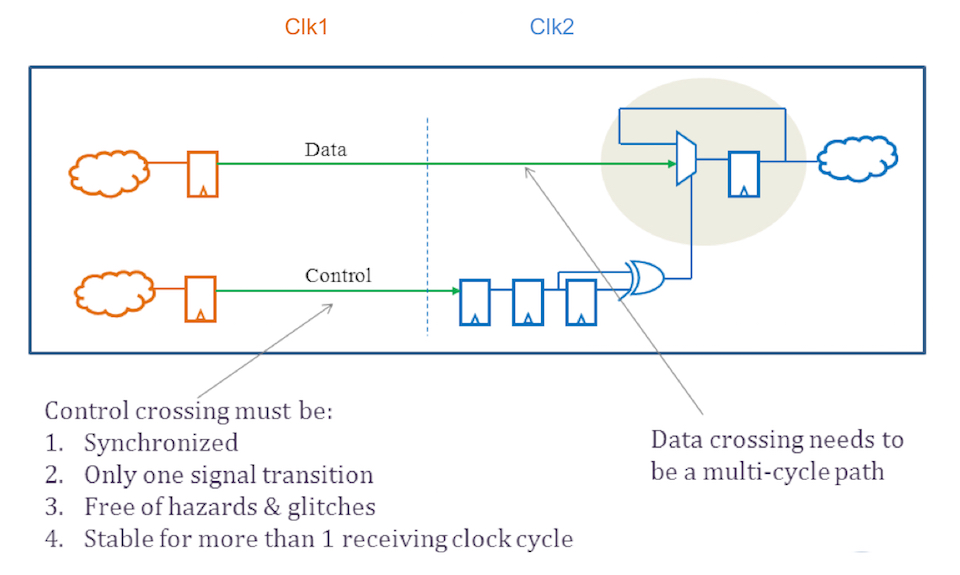 Clk1
Clk2
Data
Control
Control crossing must be:
1. Synchronized
2. Only one signal transition
3. Free of hazards & glitches
4. Stable for more than 1 receiving clock cycle
Data crossing needs to
be a multi-cycle path